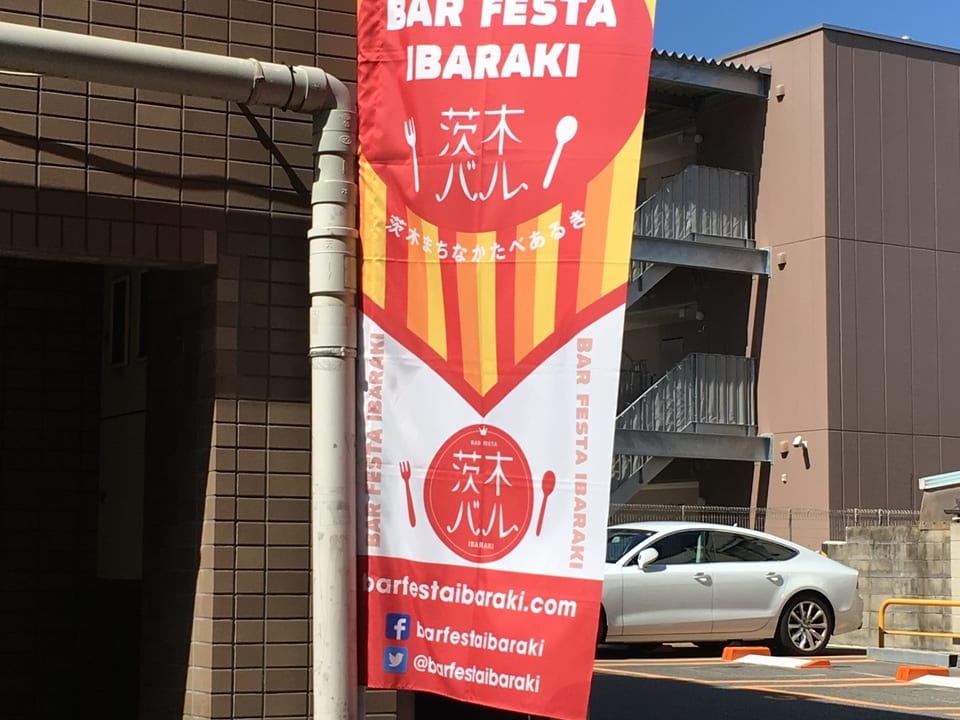 BAR FESTA
IBARAKI
茨木
バル
茨木まちなかたべあるき
BAR FESTA IBARAKI
BAR FESTA IBARAKI
BAR FESTA
茨木
バル
IBARAKI
barfestaibaraki.com
f barfestaibaraki
@barfestaibaraki